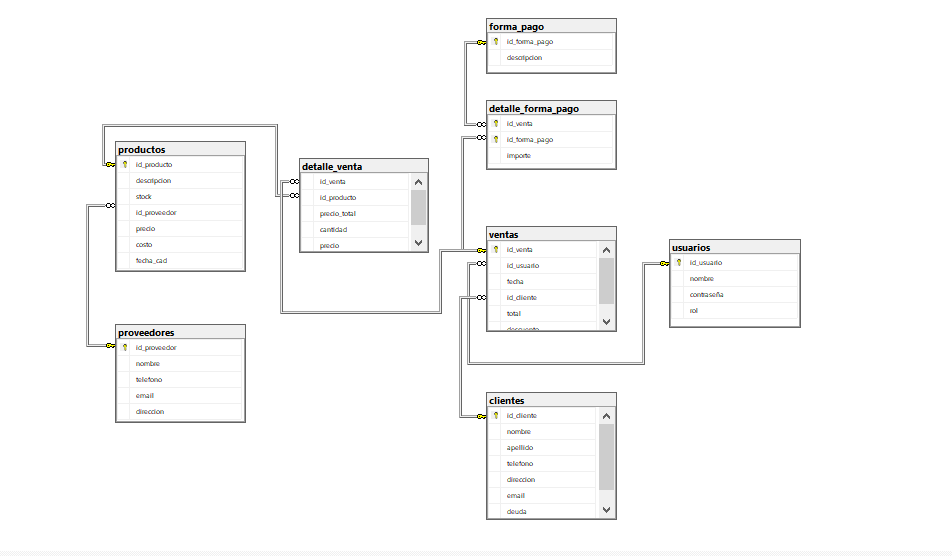 forma_pago
id_forma_pago
descripcion
detalle_forma_pago
id_venta
id_forma_pago
importe
productos
id_producto
descripcion
stock
id_proveedor
precio
costo
fecha_cad
detalle_venta
id_venta
id_producto
precio_total
cantidad
precio
ventas
id_venta
id_usuario
fecha
id_cliente
total
descuento
usuarios
id_usuario
nombre
contraseña
rol
proveedores
id_proveedor
nombre
telefono
email
direccion
clientes
id_cliente
nombre
apellido
telefono
direccion
email
deuda